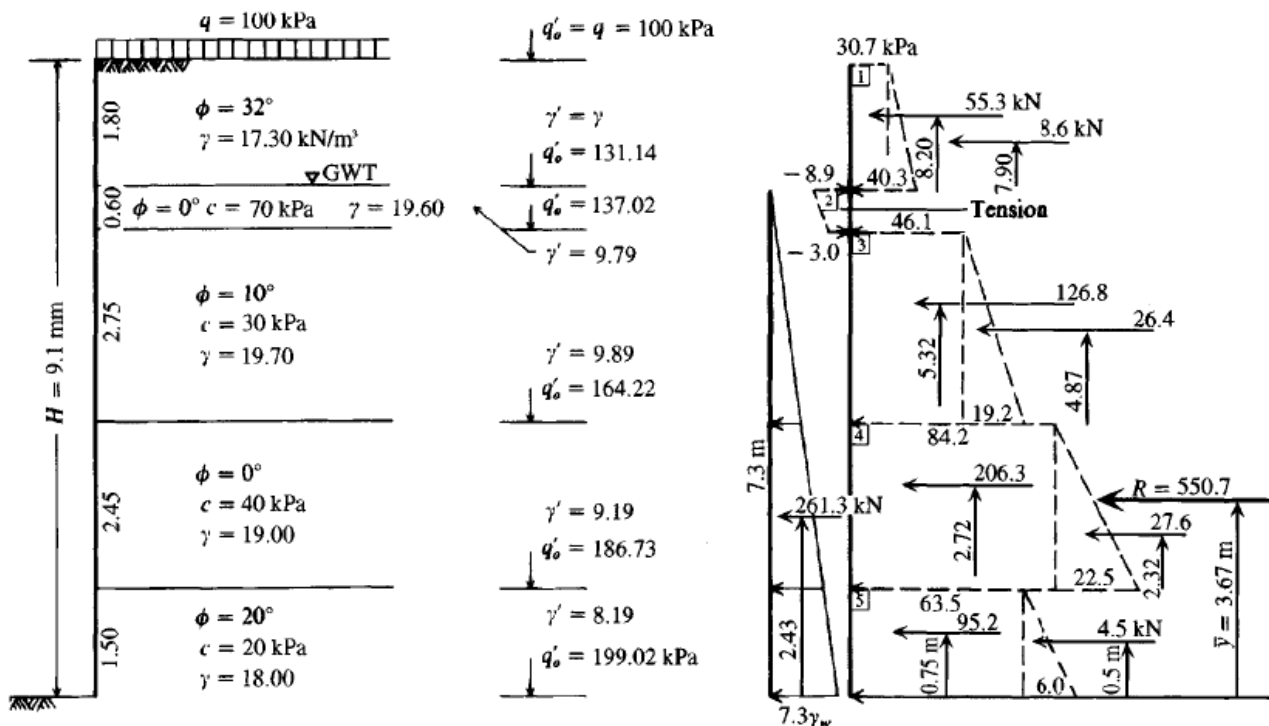 q = 100 kPa
q′ₒ = q = 100 kPa
30.7 kPa
1
1.80
ϕ = 32°
γ = 17.30 kN/m³
γ′ = γ
q′ₒ = 131.14
55.3 kN
8.6 kN
8.20
7.90
GWT
−8.9
40.3
0.60
ϕ = 0° c = 70 kPa γ = 19.60
q′ₒ = 137.02
2
Tension
γ′ = 9.79
−3.0
46.1
3
H = 9.1 mm
2.75
ϕ = 10°
c = 30 kPa
γ = 19.70
γ′ = 9.89
q′ₒ = 164.22
126.8
26.4
5.32
4.87
19.2
84.2
4
7.3 m
2.45
ϕ = 0°
c = 40 kPa
γ = 19.00
γ′ = 9.19
q′ₒ = 186.73
206.3
R = 550.7
261.3 kN
27.6
2.72
2.32
22.5
ȳ = 3.67 m
5
63.5
1.50
ϕ = 20°
c = 20 kPa
γ = 18.00
γ′ = 8.19
q′ₒ = 199.02 kPa
2.43
95.2
4.5 kN
0.75 m
0.5 m
6.0
7.3γw